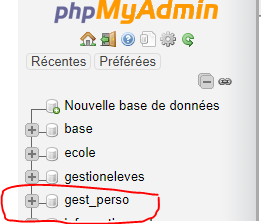 phpMyAdmin
Récentes Préférées
Nouvelle base de données
base
ecole
gestioneleves
gest_perso